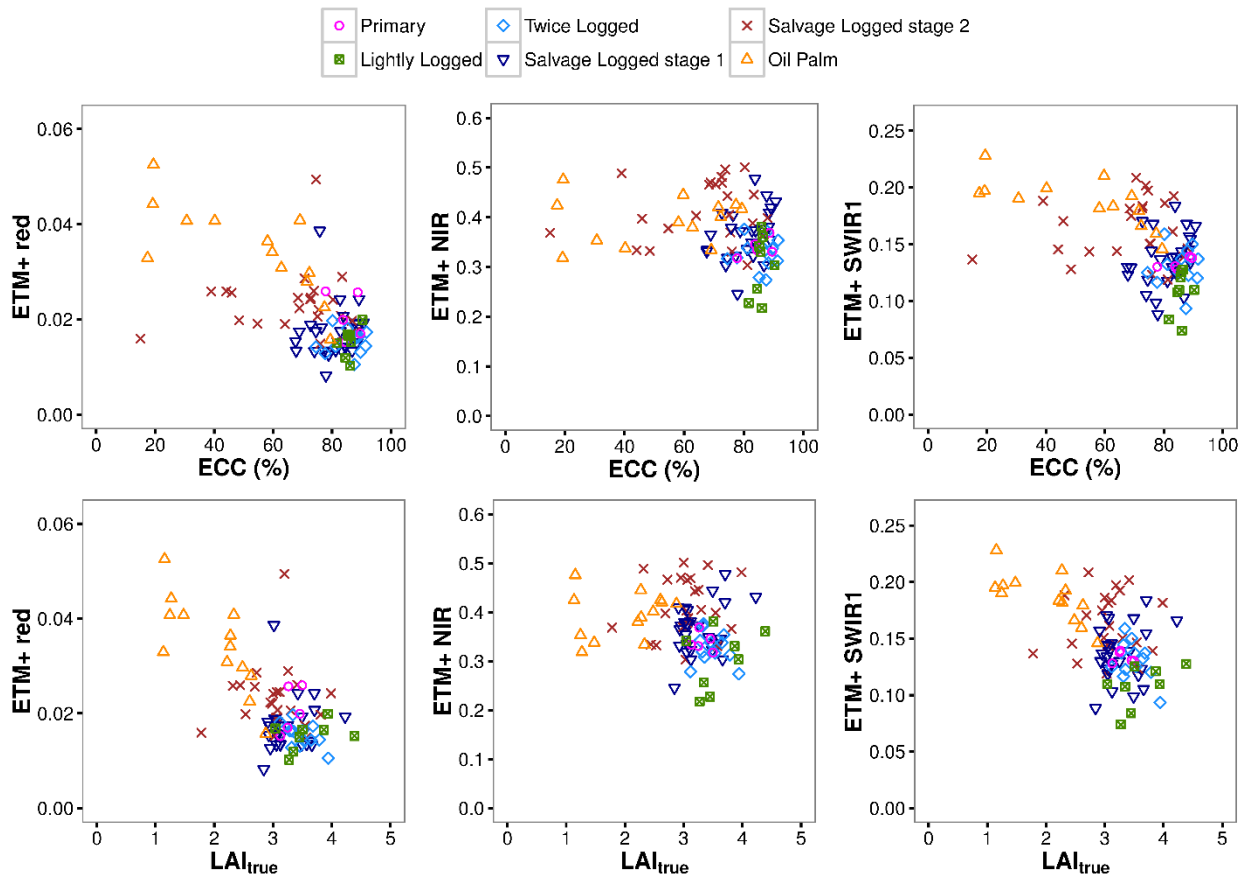 Primary Twice Logged Salvage Logged stage 2
Lightly Logged Salvage Logged stage 1 Oil Palm
ETM+ red
0.06
0.04
0.02
0.00
0 20 40 60 80 100
ECC (%)
ETM+ NIR
0.6
0.5
0.4
0.3
0.2
0.1
0.0
0 20 40 60 80 100
ECC (%)
ETM+ SWIR1
0.25
0.20
0.15
0.10
0.05
0.00
0 20 40 60 80 100
ECC (%)
ETM+ red
0.06
0.04
0.02
0.00
0 1 2 3 4 5
LAItrue
ETM+ NIR
0.6
0.5
0.4
0.3
0.2
0.1
0.0
0 1 2 3 4 5
LAItrue
ETM+ SWIR1
0.25
0.20
0.15
0.10
0.05
0.00
0 1 2 3 4 5
LAItrue